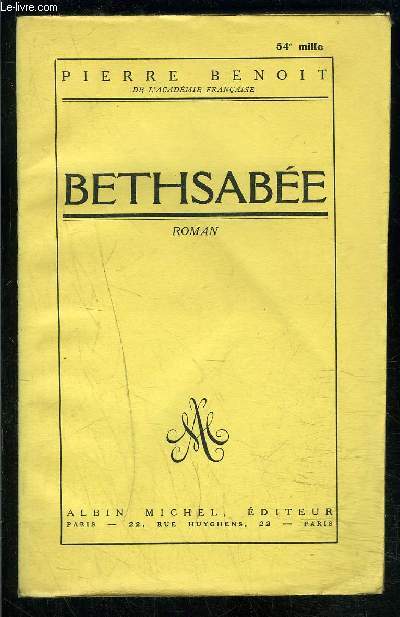 © Le-Livre.com
54e mille
PIERRE BENOIT
DE L'ACADÉMIE FRANÇAISE
BETHSABÉE
ROMAN
AM
ALBIN MICHEL, ÉDITEUR
PARIS — 22, RUE HUYGHENS, 22 — PARIS